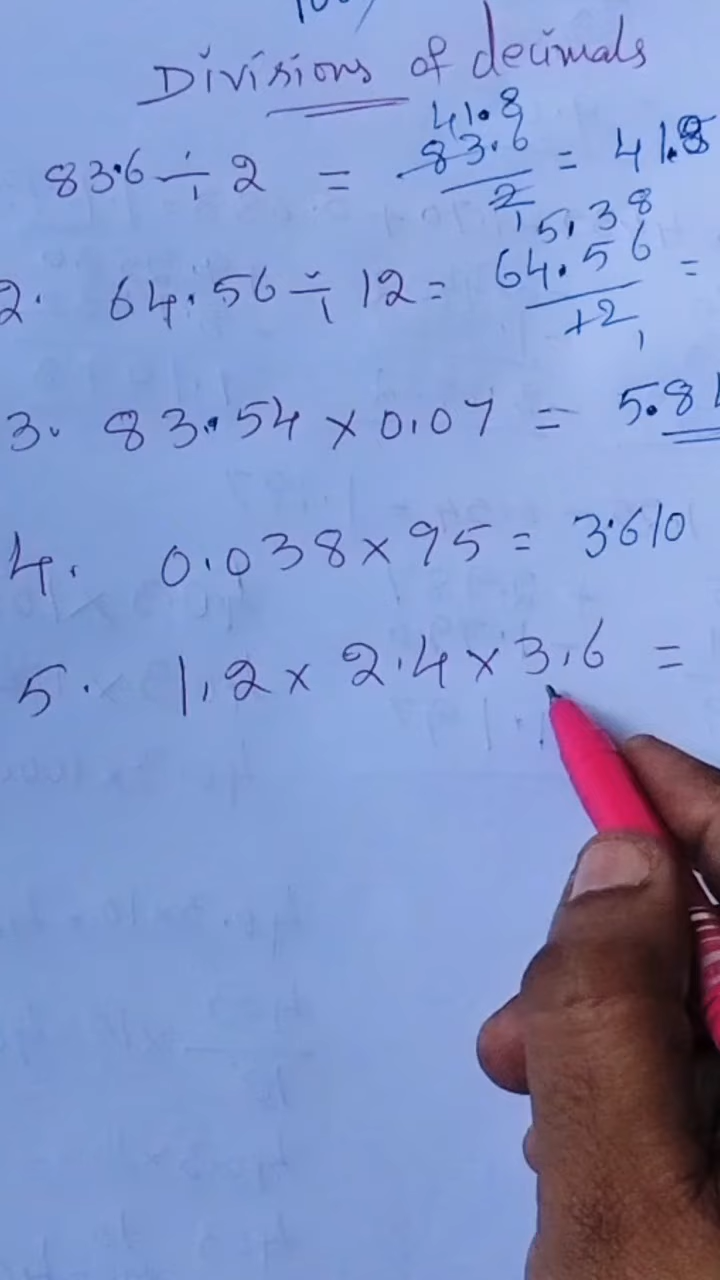 Divisions of decimals
83.6 ÷ 2 = 41.8 83.6/2 1 = 41.8
2. 64.56 ÷ 12 = 5.38 64.56/12 1 =
3. 83.54 x 0.07 = 5.8
4. 0.038 x 95 = 3.610
5. 1.2 x 2.4 x 3.6 =